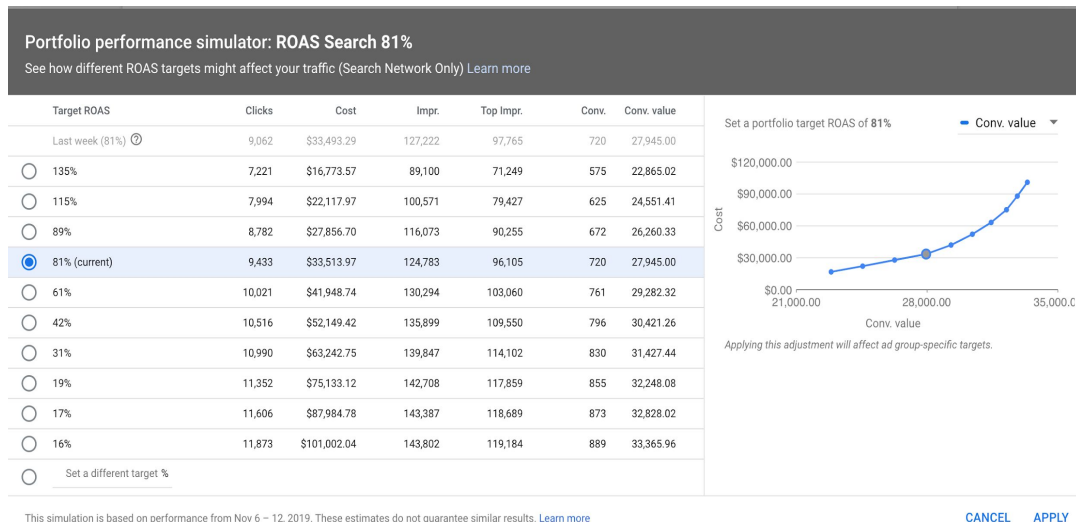 Portfolio performance simulator: ROAS Search 81%
See how different ROAS targets might affect your traffic (Search Network Only) Learn more
Target ROAS Clicks Cost Impr. Top Impr. Conv. Conv. value
Last week (81%) 9,062 $33,493.29 127,222 97,765 720 27,945.00
135% 7,221 $16,773.57 89,100 71,249 575 22,865.02
115% 7,994 $22,117.97 100,571 79,427 625 24,551.41
89% 8,782 $27,856.70 116,073 90,255 672 26,260.33
81% (current) 9,433 $33,513.97 124,783 96,105 720 27,945.00
61% 10,021 $41,948.74 130,294 103,060 761 29,282.32
42% 10,516 $52,149.42 135,899 109,550 796 30,421.26
31% 10,990 $63,242.75 139,847 114,102 830 31,427.44
19% 11,352 $75,133.12 142,708 117,859 855 32,248.08
17% 11,606 $87,984.78 143,387 118,689 873 32,828.02
16% 11,873 $101,002.04 143,802 119,184 889 33,365.96
Set a different target %
Set a portfolio target ROAS of 81% Conv. value
$120,000.00
$90,000.00
$60,000.00
$30,000.00
$0.00
Cost
21,000.00 28,000.00 35,000.0
Conv. value
Applying this adjustment will affect ad group-specific targets.
This simulation is based on performance from Nov 6 – 12, 2019. These estimates do not guarantee similar results. Learn more
CANCEL APPLY